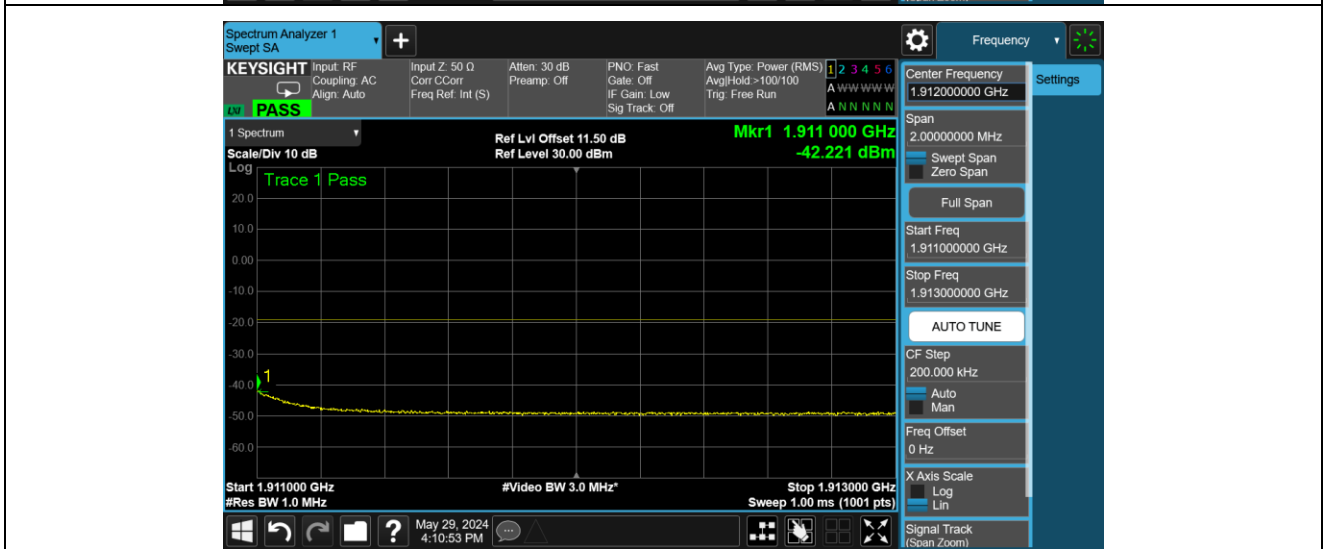 Spectrum Analyzer 1
Swept SA
+
Frequency
KEYSIGHT
Input: RF
Coupling: AC
Align: Auto
Input Z: 50 Ω
Corr CCorr
Freq Ref: Int (S)
Atten: 30 dB
Preamp: Off
PNO: Fast
Gate: Off
IF Gain: Low
Sig Track: Off
Avg Type: Power (RMS)
Avg|Hold:>100/100
Trig: Free Run
1 2 3 4 5 6
A W W W W W
A N N N N N
LXI
PASS
1 Spectrum
Scale/Div 10 dB
Ref Lvl Offset 11.50 dB
Ref Level 30.00 dBm
Mkr1 1.911 000 GHz
-42.221 dBm
Log
Trace 1 Pass
20.0
10.0
0.00
-10.0
-20.0
-30.0
-40.0
-50.0
-60.0
1
Start 1.911000 GHz
#Res BW 1.0 MHz
#Video BW 3.0 MHz*
Stop 1.913000 GHz
Sweep 1.00 ms (1001 pts)
?
May 29, 2024
4:10:53 PM
Center Frequency
1.912000000 GHz
Settings
Span
2.00000000 MHz
Swept Span
Zero Span
Full Span
Start Freq
1.911000000 GHz
Stop Freq
1.913000000 GHz
AUTO TUNE
CF Step
200.000 kHz
Auto
Man
Freq Offset
0 Hz
X Axis Scale
Log
Lin
Signal Track
(Span Zoom)